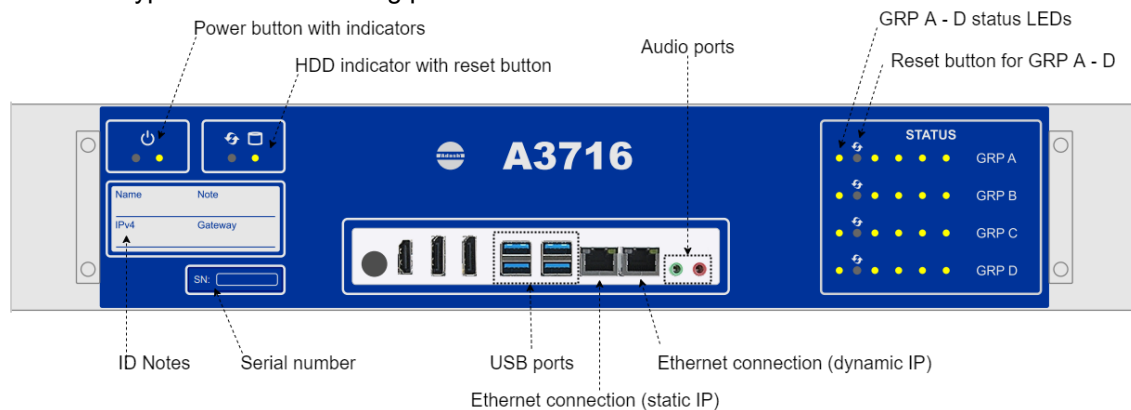 GRP A - D status LEDs
Power button with indicators
Audio ports
HDD indicator with reset button
Reset button for GRP A - D
A3716
STATUS
GRP A
Name Note
GRP B
IPv4 Gateway
GRP C
SN:
GRP D
ID Notes
Serial number
USB ports
Ethernet connection (dynamic IP)
Ethernet connection (static IP)